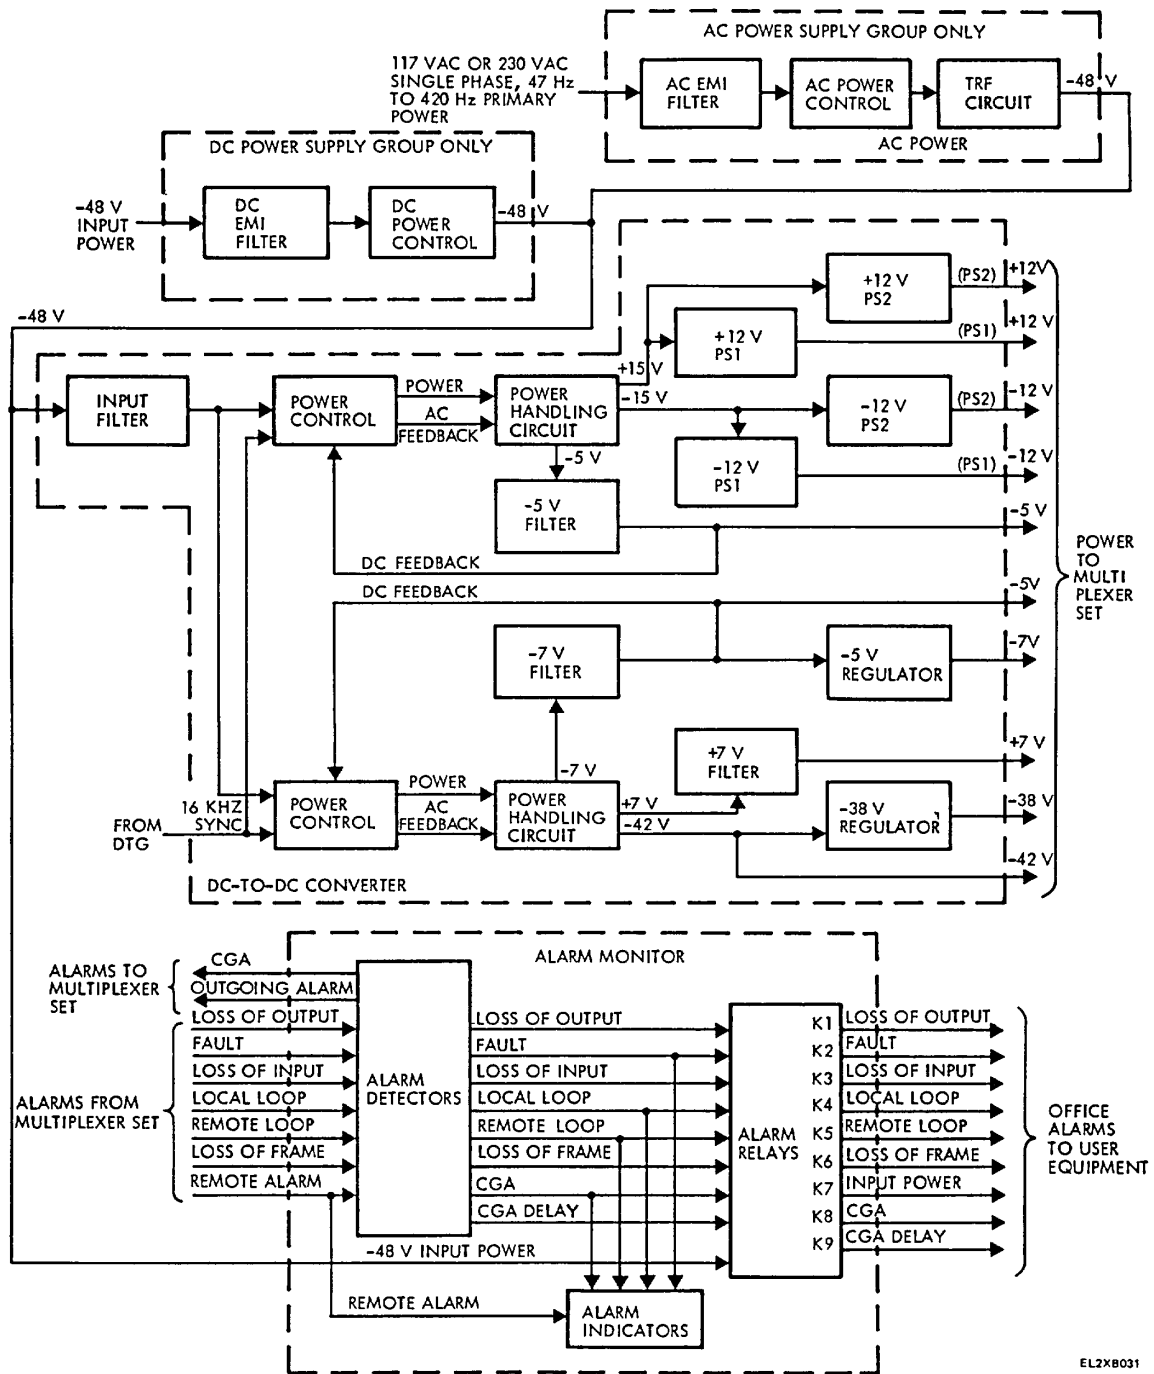 AC POWER SUPPLY GROUP ONLY
117 VAC OR 230 VAC
SINGLE PHASE, 47 Hz
TO 420 Hz PRIMARY
POWER
AC EMI
FILTER
AC POWER
CONTROL
TRF
CIRCUIT
-48 V
AC POWER
DC POWER SUPPLY GROUP ONLY
-48 V
INPUT
POWER
DC
EMI
FILTER
DC
POWER
CONTROL
-48 V
-48 V
+12 V
PS2
(PS2)
+12V
+12 V
PS1
(PS1)
+12 V
+15 V
-15 V
INPUT
FILTER
POWER
CONTROL
POWER
AC
FEEDBACK
POWER
HANDLING
CIRCUIT
-12 V
PS2
(PS2)
-12 V
-12 V
PS1
(PS1)
-12 V
-5 V
-5 V
FILTER
-5 V
DC FEEDBACK
DC FEEDBACK
-5V
POWER
TO
MULTI
PLEXER
SET
-7 V
FILTER
-5 V
REGULATOR
-7V
-7 V
+7 V
FILTER
+7 V
FROM
DTG
16 KHZ
SYNC
POWER
CONTROL
POWER
AC
FEEDBACK
POWER
HANDLING
CIRCUIT
+7 V
-42 V
-38 V
REGULATOR
-38 V
-42 V
DC-TO-DC CONVERTER
ALARM MONITOR
ALARMS TO
MULTIPLEXER
SET
CGA
OUTGOING ALARM
ALARMS FROM
MULTIPLEXER SET
LOSS OF OUTPUT
FAULT
LOSS OF INPUT
LOCAL LOOP
REMOTE LOOP
LOSS OF FRAME
REMOTE ALARM
ALARM
DETECTORS
LOSS OF OUTPUT
FAULT
LOSS OF INPUT
LOCAL LOOP
REMOTE LOOP
LOSS OF FRAME
CGA
CGA DELAY
-48 V INPUT POWER
ALARM
RELAYS
K1
K2
K3
K4
K5
K6
K7
K8
K9
LOSS OF OUTPUT
FAULT
LOSS OF INPUT
LOCAL LOOP
REMOTE LOOP
LOSS OF FRAME
INPUT POWER
CGA
CGA DELAY
OFFICE
ALARMS
TO USER
EQUIPMENT
REMOTE ALARM
ALARM
INDICATORS
EL2XB031